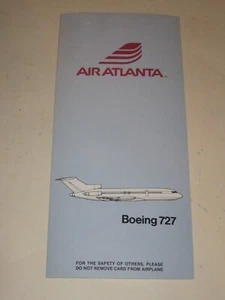 AIR ATLANTA
Boeing 727
FOR THE SAFETY OF OTHERS, PLEASE
DO NOT REMOVE CARD FROM AIRPLANE